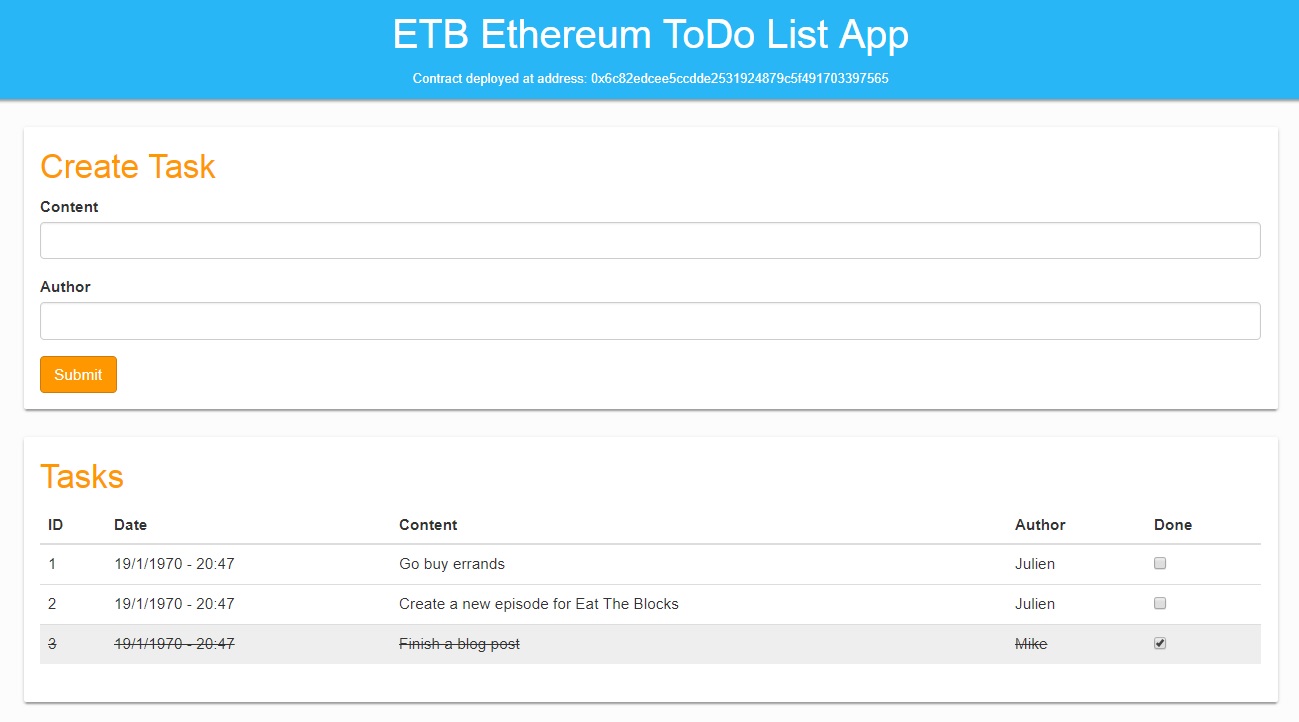 ETB Ethereum ToDo List App
Contract deployed at address: 0x6c82edcee5ccdde2531924879c5f491703397565
Create Task
Content
Author
Submit
Tasks
ID Date Content Author Done
1 19/1/1970 - 20:47 Go buy errands Julien
2 19/1/1970 - 20:47 Create a new episode for Eat The Blocks Julien
3 19/1/1970 - 20:47 Finish a blog post Mike